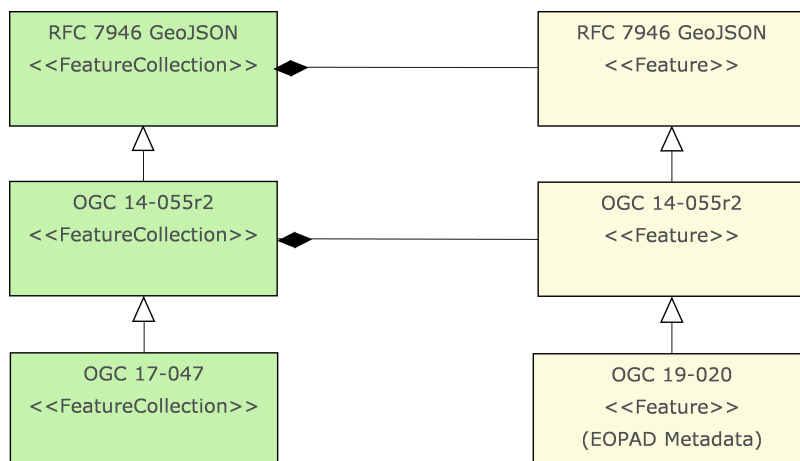 RFC 7946 GeoJSON
<<FeatureCollection>>
RFC 7946 GeoJSON
<<Feature>>
OGC 14-055r2
<<FeatureCollection>>
OGC 14-055r2
<<Feature>>
OGC 17-047
<<FeatureCollection>>
OGC 19-020
<<Feature>>
(EOPAD Metadata)